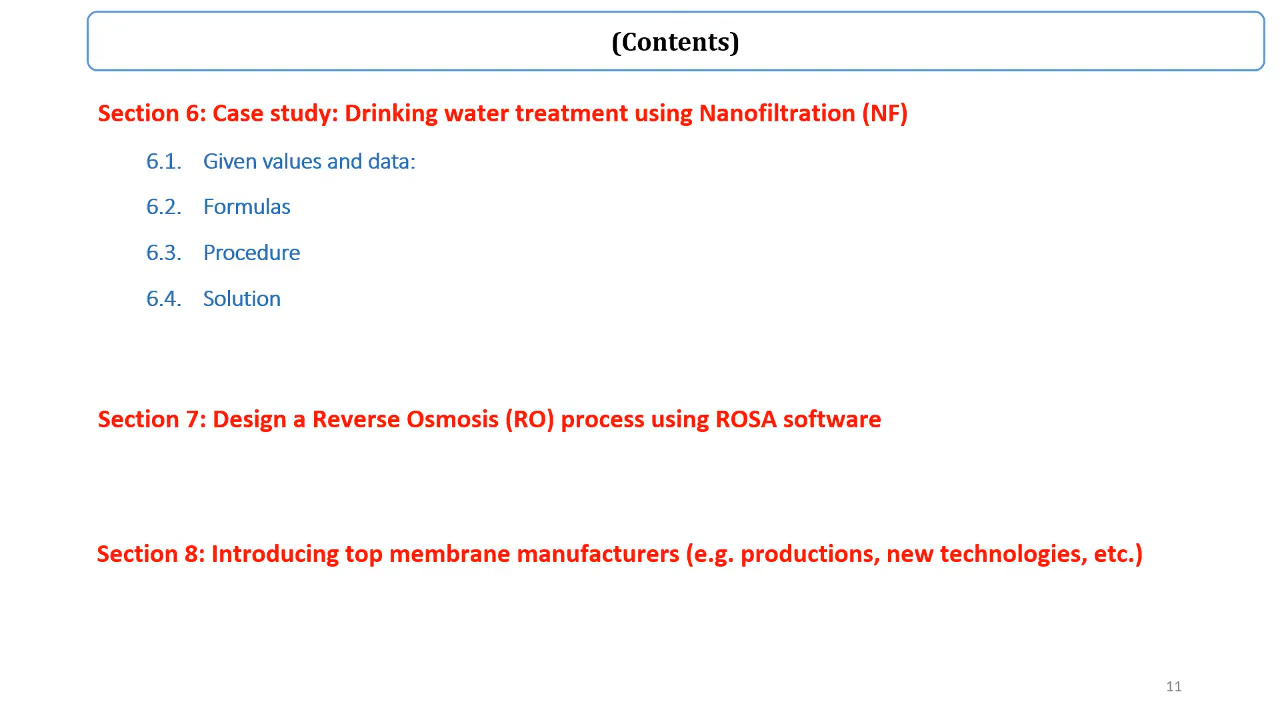 (Contents)
Section 6: Case study: Drinking water treatment using Nanofiltration (NF)
6.1. Given values and data:
6.2. Formulas
6.3. Procedure
6.4. Solution
Section 7: Design a Reverse Osmosis (RO) process using ROSA software
Section 8: Introducing top membrane manufacturers (e.g. productions, new technologies, etc.)
11